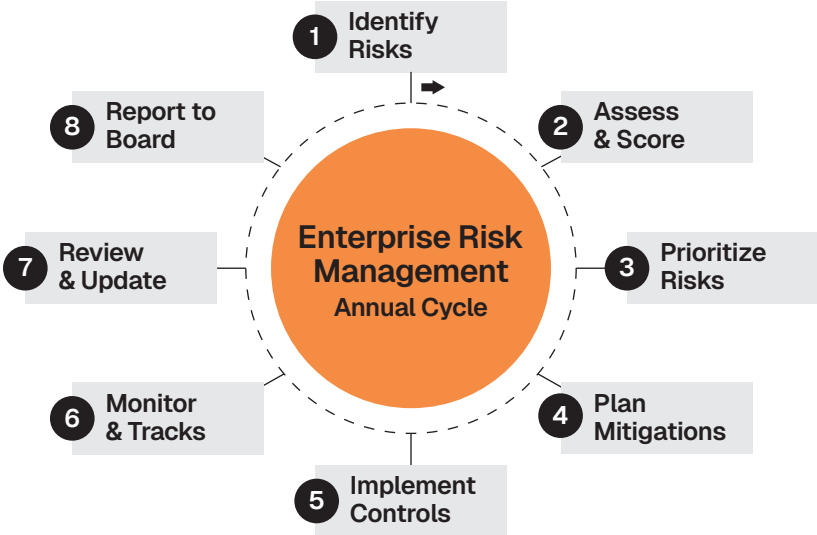 1
Identify
Risks
2
Assess
& Score
3
Prioritize
Risks
4
Plan
Mitigations
5
Implement
Controls
6
Monitor
& Tracks
7
Review
& Update
8
Report to
Board
Enterprise Risk
Management
Annual Cycle